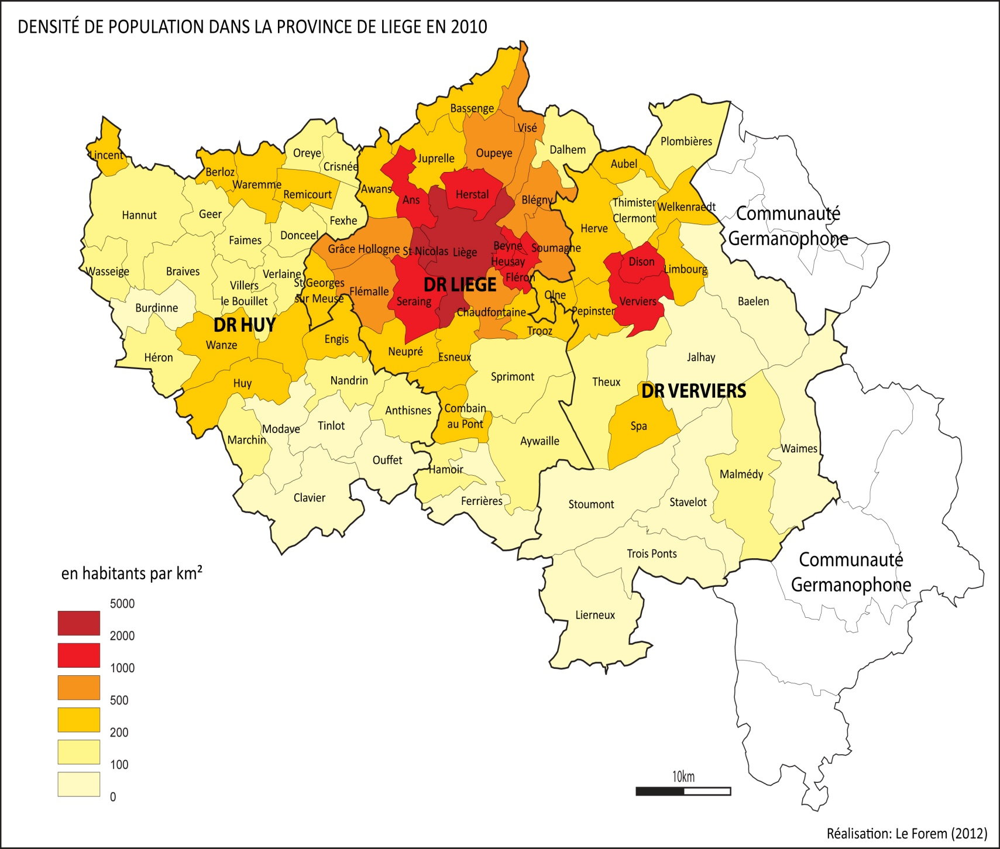 DENSITÉ DE POPULATION DANS LA PROVINCE DE LIEGE EN 2010
Bassenge
Visé
Plombières
Lincent
Oreye
Crisnée
Juprelle
Oupeye
Dalhem
Aubel
Berloz
Waremme
Remicourt
Awans
Ans
Herstal
Blégny
Thimister
Clermont
Welkenraedt
Communauté
Germanophone
Hannut
Geer
Fexhe
Herve
Faimes
Donceel
Grâce Hollogne
St Nicolas
Liège
Beyne
Heusay
Soumagne
Dison
Limbourg
Wasseige
Braives
Verlaine
Villers
le Bouillet
St Georges
sur Meuse
Flémalle
DR LIEGE
Fléron
Seraing
Olne
Verviers
Baelen
Burdinne
DR HUY
Chaudfontaine
Pepinster
Trooz
Wanze
Engis
Héron
Neupré
Esneux
Jalhay
Huy
Nandrin
Sprimont
Theux
DR VERVIERS
Anthisnes
Combain
au Pont
Spa
Modave
Tinlot
Marchin
Aywaille
Waimes
Ouffet
Hamoir
Malmédy
Clavier
Ferrières
Stoumont
Stavelot
Trois Ponts
Communauté
Germanophone
Lierneux
en habitants par km²
5000
2000
1000
500
200
100
0
10km
Réalisation: Le Forem (2012)